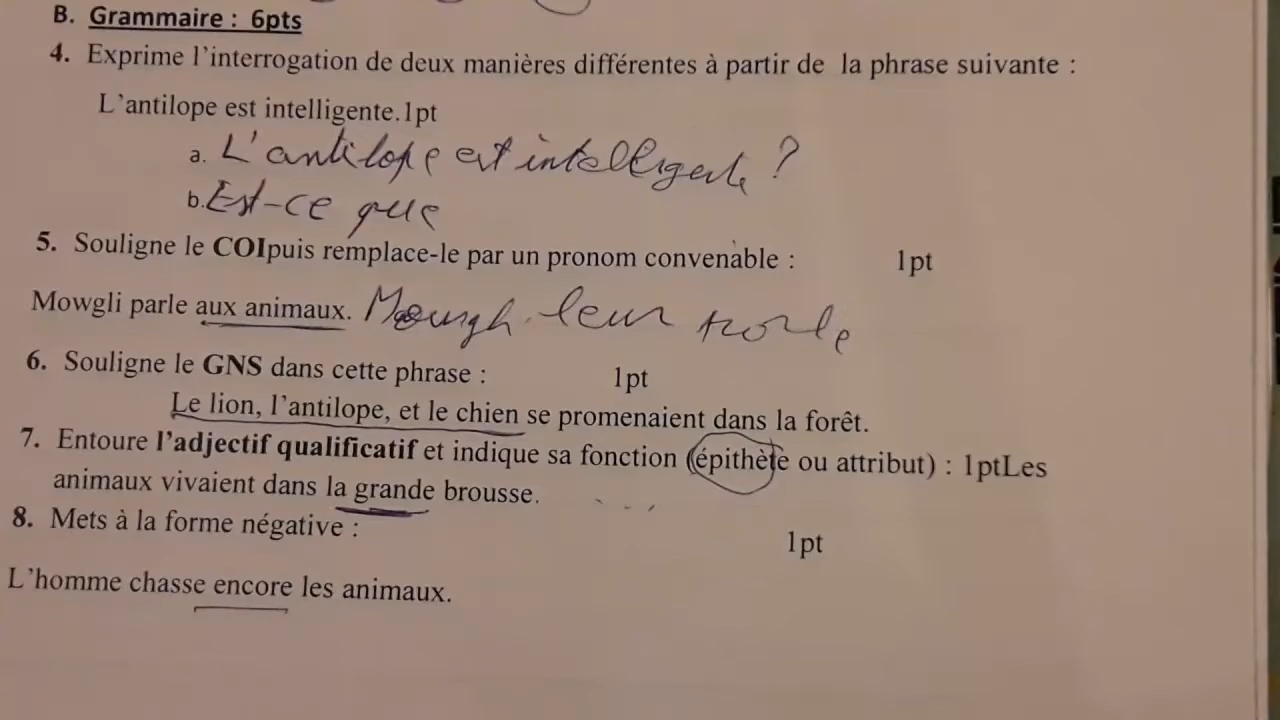 B. Grammaire : 6pts
4. Exprime l'interrogation de deux manières différentes à partir de la phrase suivante :
L'antilope est intelligente.1pt
a. L'antilope est intelligente ?
b. Est-ce que
5. Souligne le COIpuis remplace-le par un pronom convenable : 1pt
Mowgli parle aux animaux. leur parle
6. Souligne le GNS dans cette phrase : 1pt
Le lion, l'antilope, et le chien se promenaient dans la forêt.
7. Entoure l'adjectif qualificatif et indique sa fonction (épithète ou attribut) : 1ptLes
animaux vivaient dans la grande brousse.
8. Mets à la forme négative : 1pt
L'homme chasse encore les animaux.